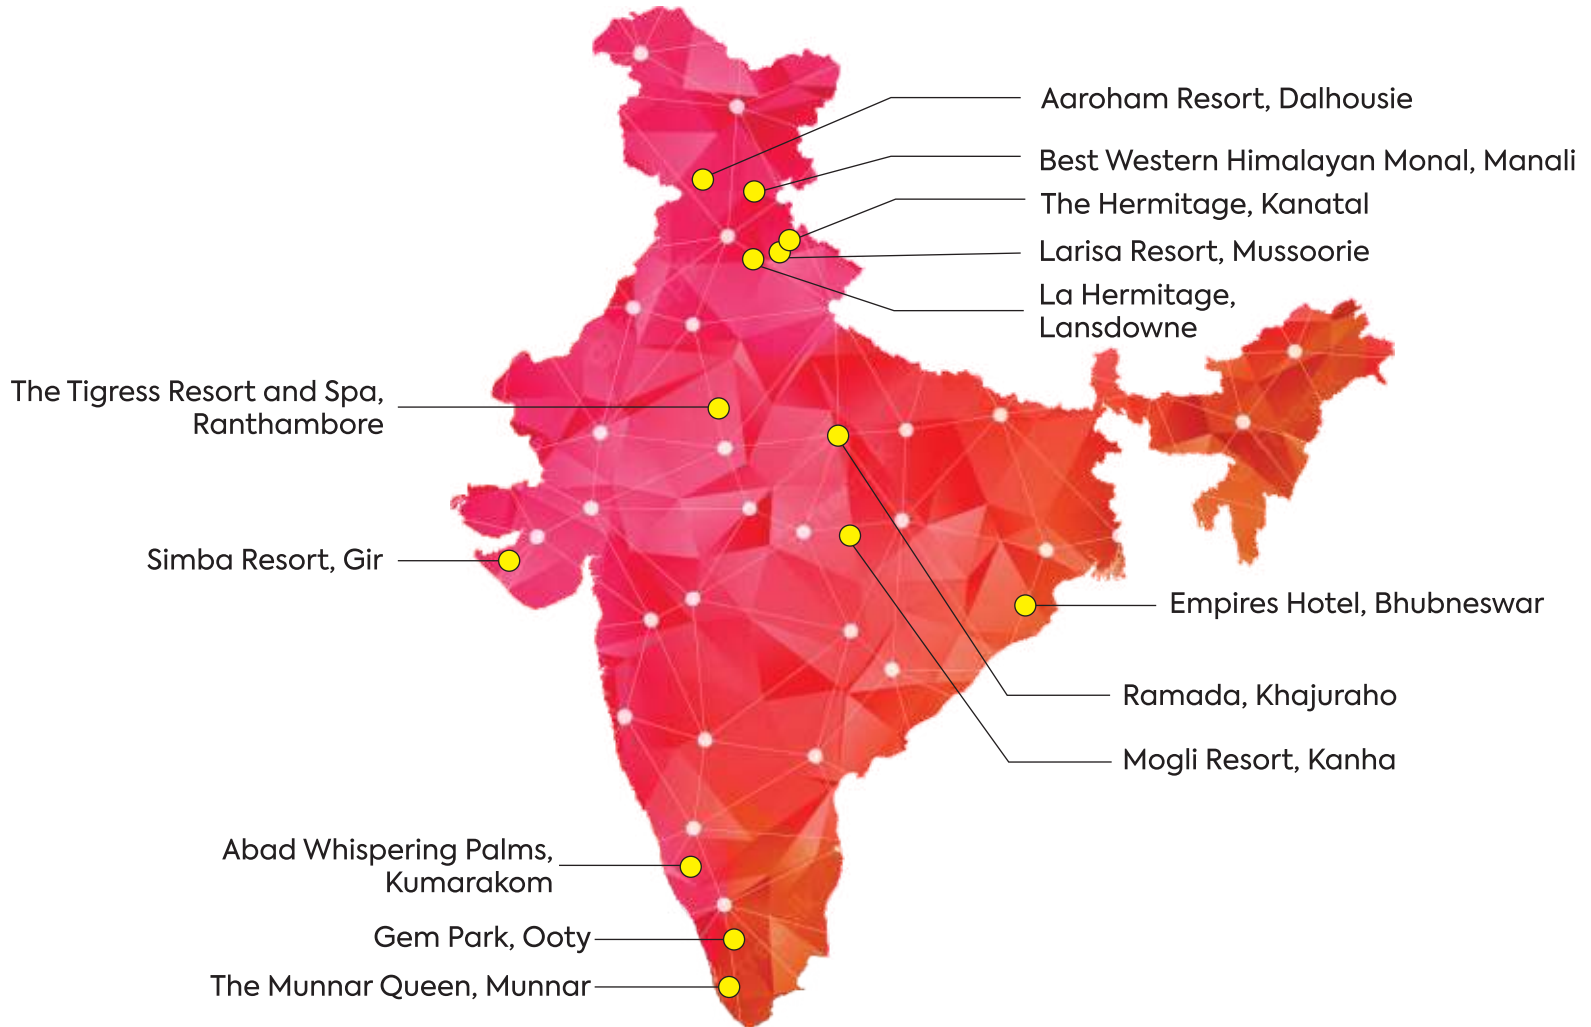 Aaroham Resort, Dalhousie
Best Western Himalayan Monal, Manali
The Hermitage, Kanatal
Larisa Resort, Mussoorie
La Hermitage,
Lansdowne
The Tigress Resort and Spa,
Ranthambore
Simba Resort, Gir
Empires Hotel, Bhubneswar
Ramada, Khajuraho
Mogli Resort, Kanha
Abad Whispering Palms,
Kumarakom
Gem Park, Ooty
The Munnar Queen, Munnar